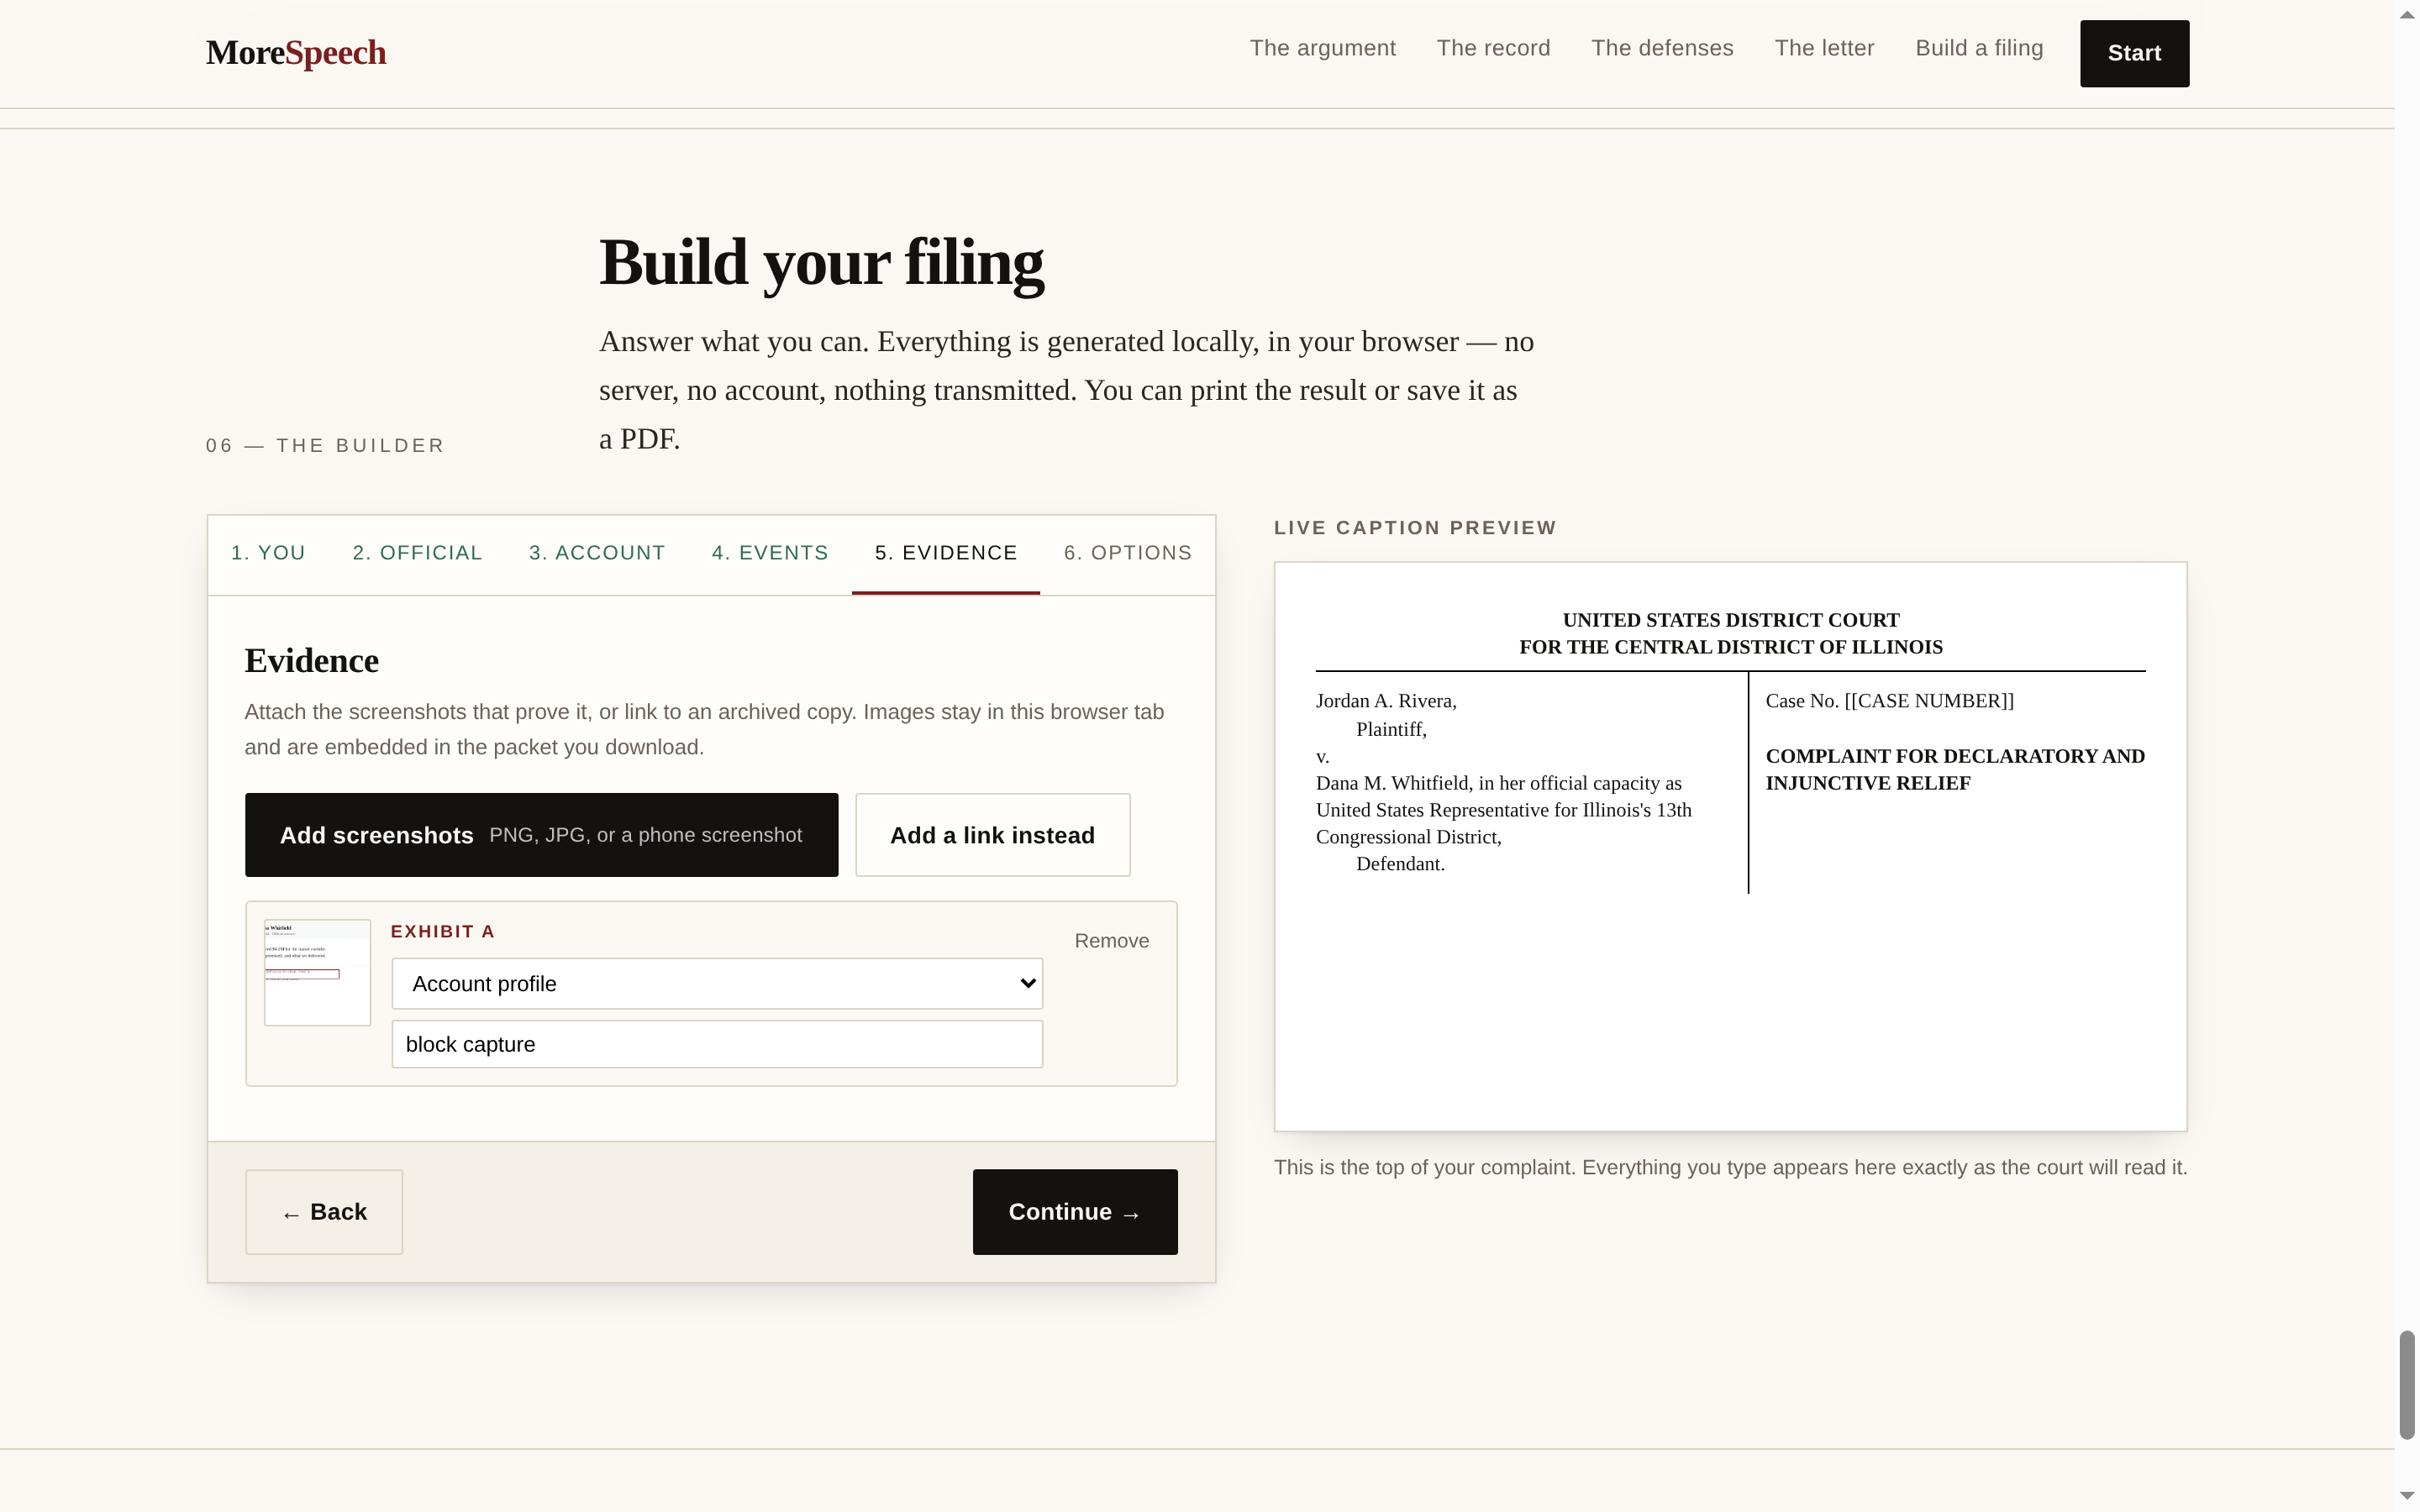 MoreSpeech
The argument
The record
The defenses
The letter
Build a filing
Start
Build your filing
Answer what you can. Everything is generated locally, in your browser — no
server, no account, nothing transmitted. You can print the result or save it as
a PDF.
06 — THE BUILDER
1. YOU
2. OFFICIAL
3. ACCOUNT
4. EVENTS
5. EVIDENCE
6. OPTIONS
Evidence
Attach the screenshots that prove it, or link to an archived copy. Images stay in this browser tab
and are embedded in the packet you download.
Add screenshots PNG, JPG, or a phone screenshot
Add a link instead
EXHIBIT A
Remove
Account profile
block capture
← Back
Continue →
LIVE CAPTION PREVIEW
UNITED STATES DISTRICT COURT
FOR THE CENTRAL DISTRICT OF ILLINOIS
Jordan A. Rivera,
Plaintiff,
v.
Dana M. Whitfield, in her official capacity as
United States Representative for Illinois's 13th
Congressional District,
Defendant.
Case No. [[CASE NUMBER]]
COMPLAINT FOR DECLARATORY AND
INJUNCTIVE RELIEF
This is the top of your complaint. Everything you type appears here exactly as the court will read it.